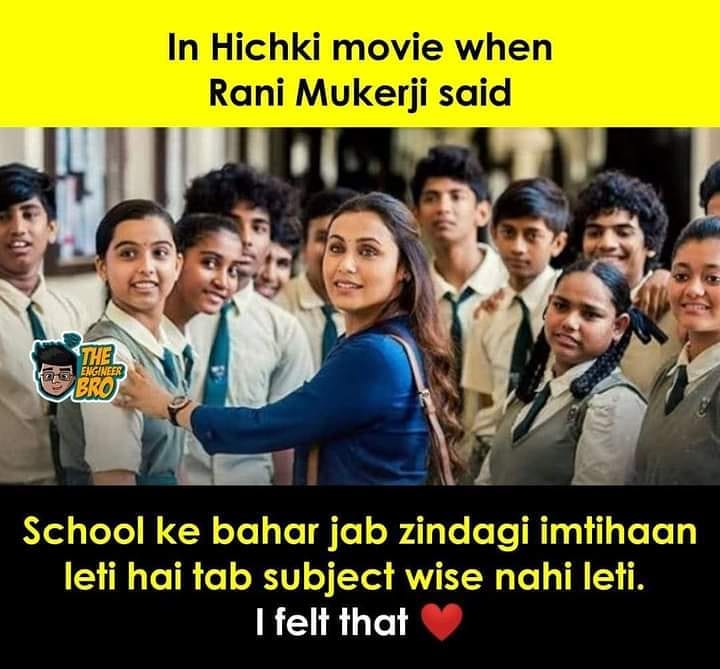 In Hichki movie when
Rani Mukerji said
THE
ENGINEER
BRO
School ke bahar jab zindagi imtihaan
leti hai tab subject wise nahi leti.
I felt that ❤️